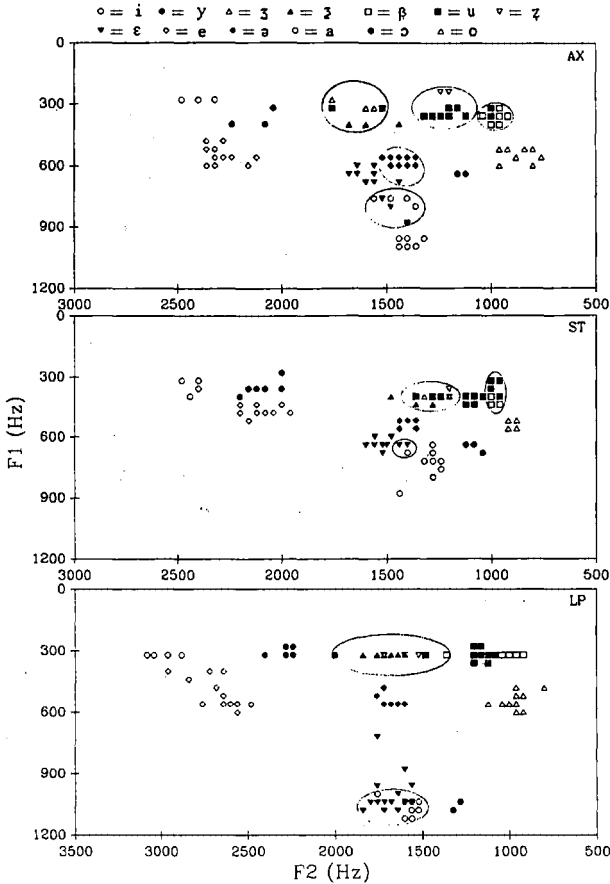 ○ = i ● = y △ = ʒ ▲ = ʒ̢ □ = β ■ = u ▽ = ʐ
▼ = ɛ ◇ = e ◆ = ə ○ = a ● = ɔ △ = o
AX
0
300
600
900
1200
3000 2500 2000 1500 1000 500
ST
0
300
600
900
1200
3000 2500 2000 1500 1000 500
LP
0
300
600
900
1200
3500 3000 2500 2000 1500 1000 500
F1 (Hz)
F2 (Hz)